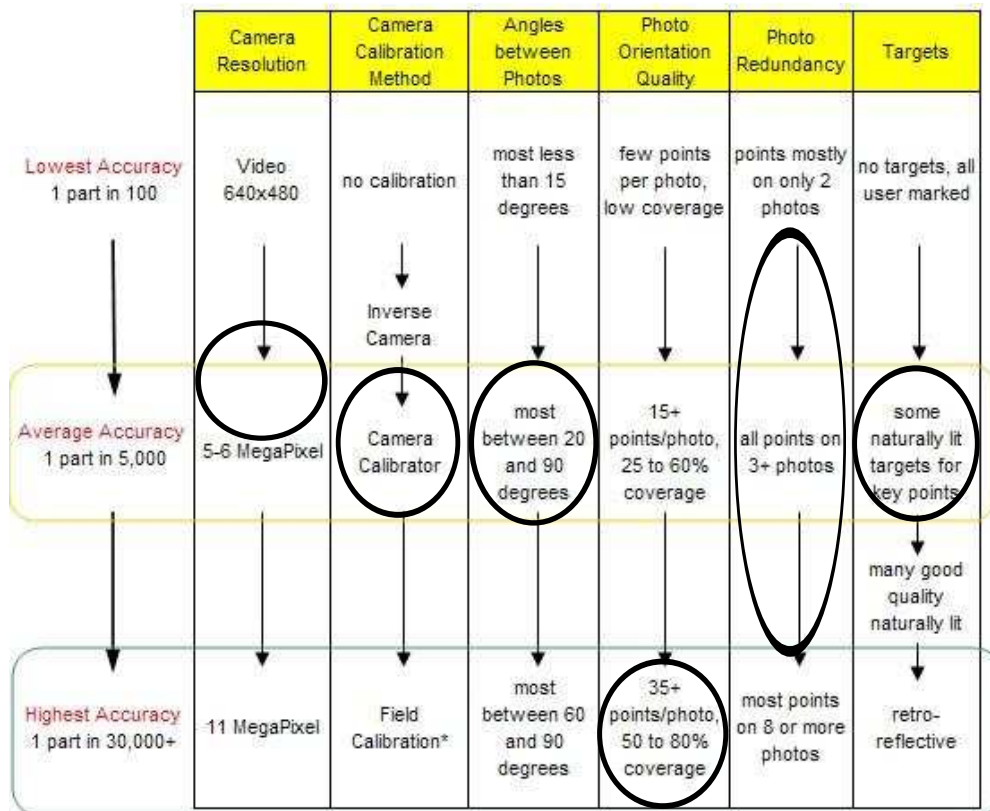 Camera
Resolution
Camera
Calibration
Method
Angles
between
Photos
Photo
Orientation
Quality
Photo
Redundancy
Targets
Lowest Accuracy
1 part in 100
Video
640x480
no calibration
most less
than 15
degrees
few points
per photo,
low coverage
points mostly
on only 2
photos
no targets, all
user marked
Inverse
Camera
Average Accuracy
1 part in 5,000
5-6 MegaPixel
Camera
Calibrator
most
between 20
and 90
degrees
15+
points/photo,
25 to 60%
coverage
all points on
3+ photos
some
naturally lit
targets for
key points
many good
quality
naturally lit
Highest Accuracy
1 part in 30,000+
11 MegaPixel
Field
Calibration*
most
between 60
and 90
degrees
35+
points/photo,
50 to 80%
coverage
most points
on 8 or more
photos
retro-
reflective